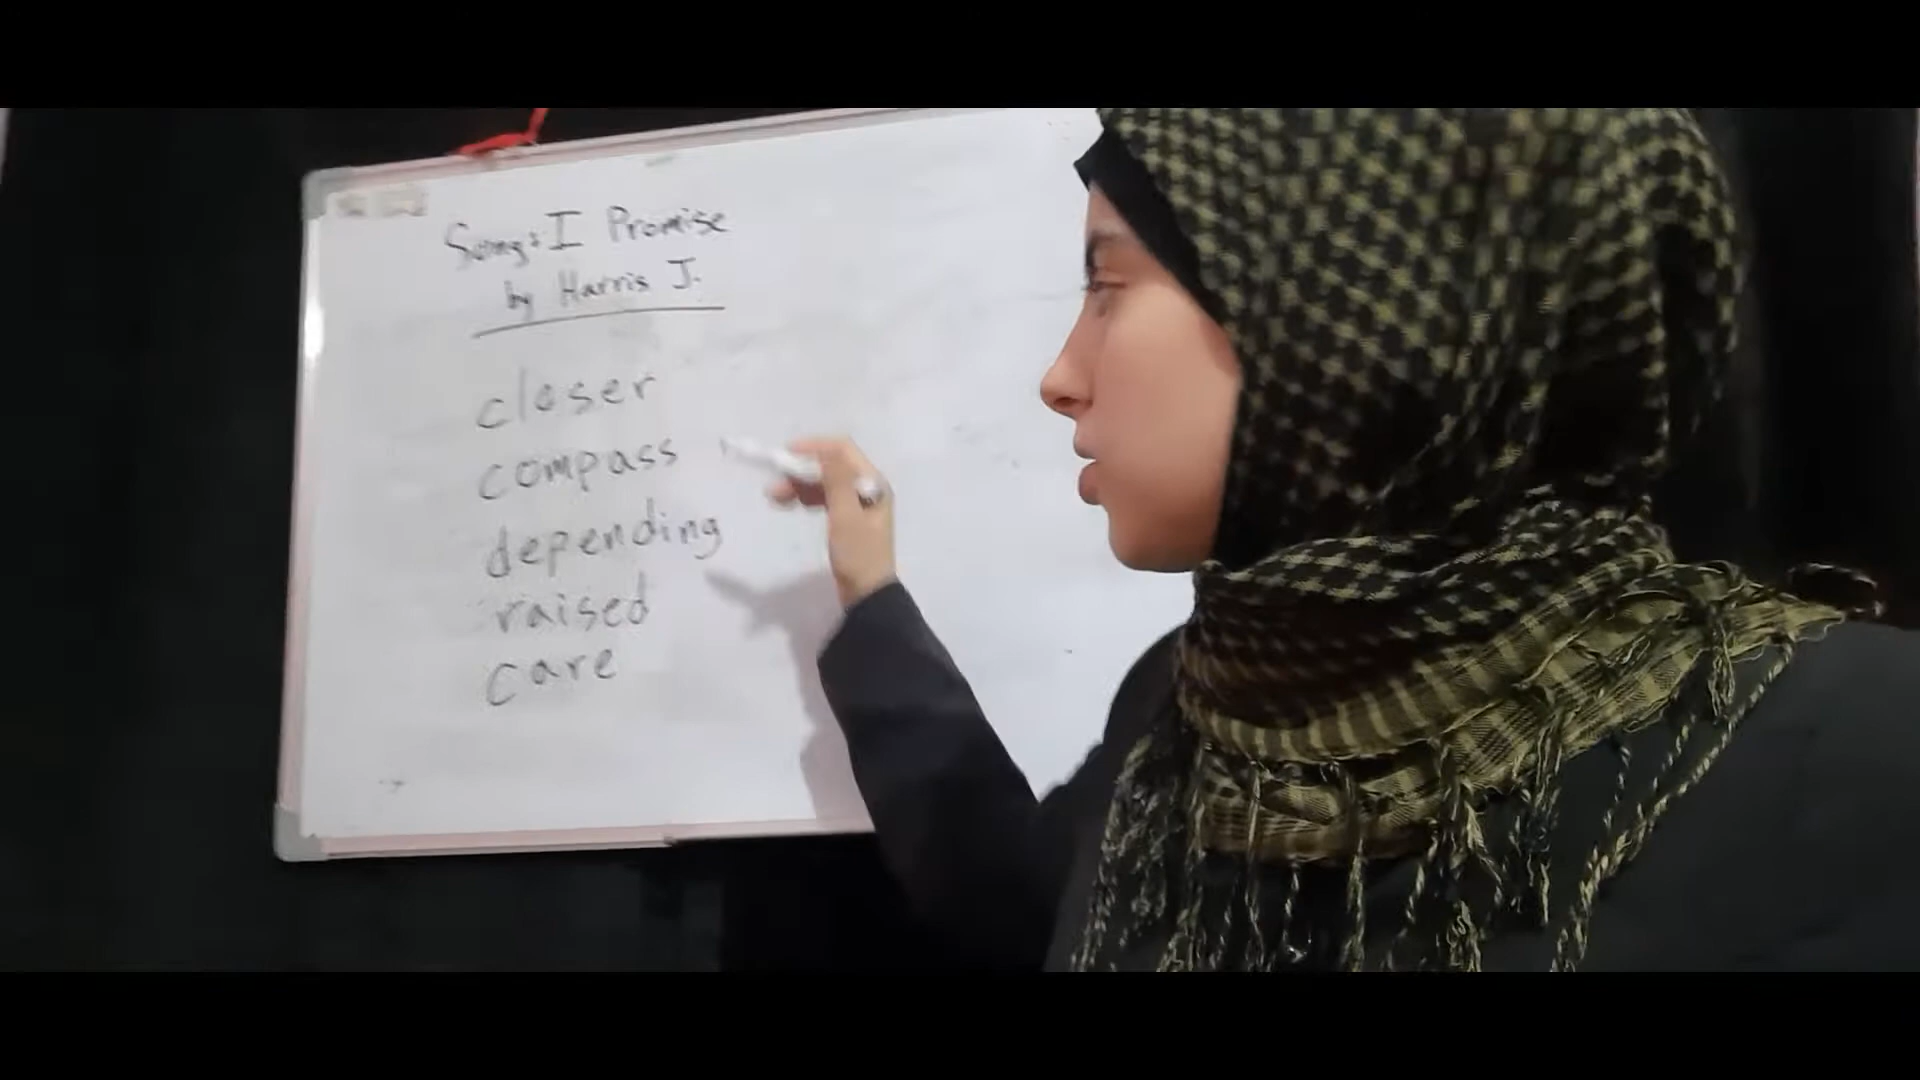 Song: I Promise
by Harris J.
closer
compass
depending
raised
care